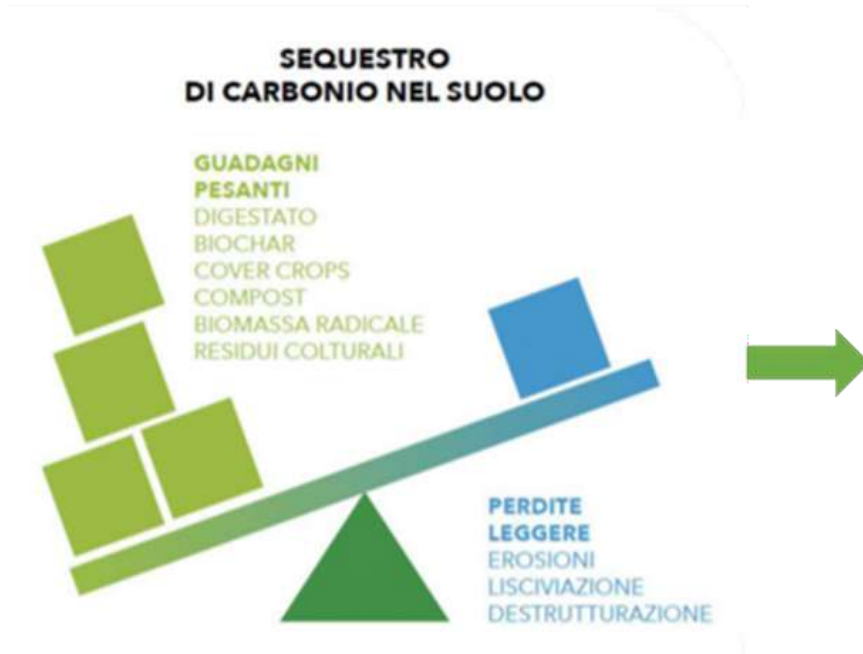 SEQUESTRO
DI CARBONIO NEL SUOLO
GUADAGNI
PESANTI
DIGESTATO
BIOCHAR
COVER CROPS
COMPOST
BIOMASSA RADICALE
RESIDUI COLTURALI
PERDITE
LEGGERE
EROSIONI
LISCIVIAZIONE
DESTRUTTURAZIONE